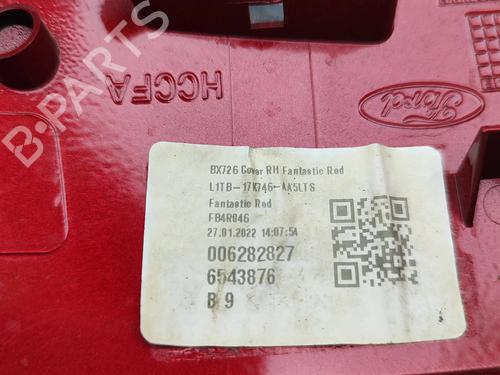 B-PARTS
HCCFA
Ford
BX726 Cover RH Fantastic Red
L1TB-17K746-AA5LTS
Fantastic Red
FB4R046
27.01.2022 14:07:54
006282827
6543876
B 9